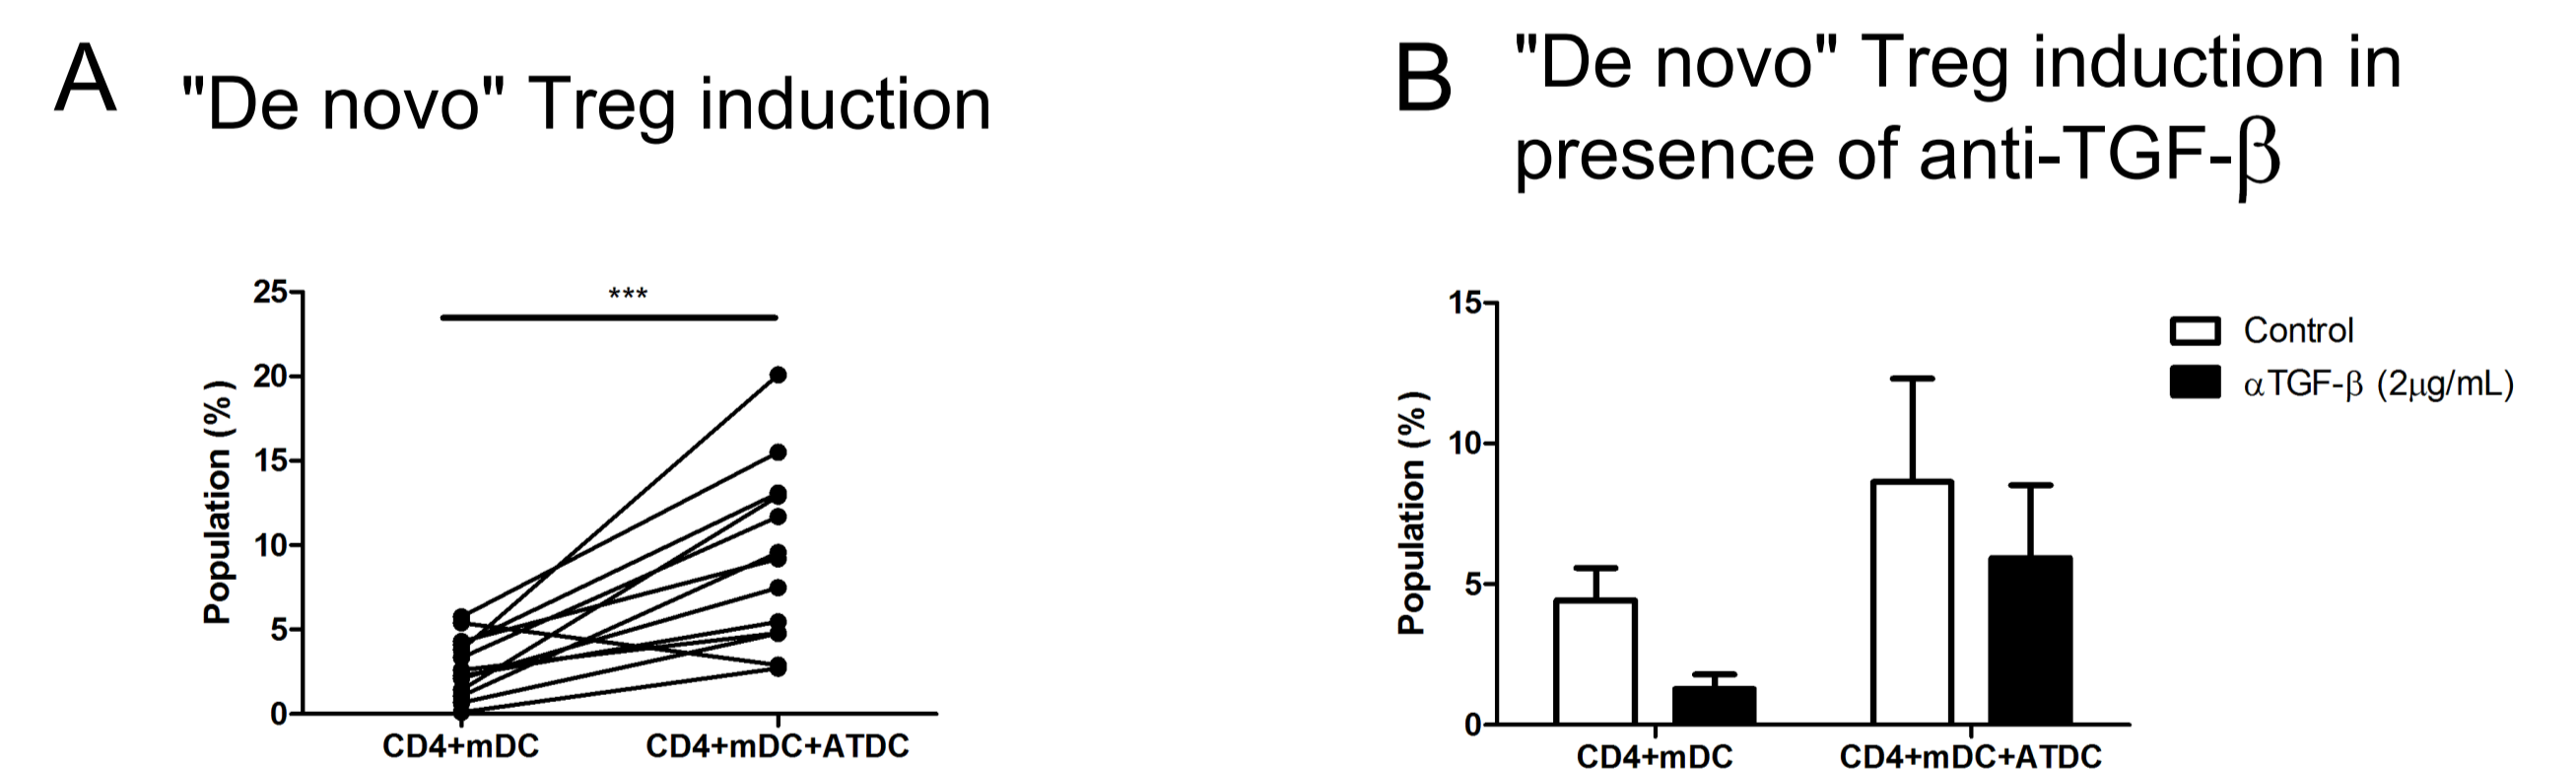 A
"De novo" Treg induction
***
25
20
15
10
5
0
Population (%)
CD4+mDC
CD4+mDC+ATDC
B
"De novo" Treg induction in
presence of anti-TGF-β
15
10
5
0
Population (%)
CD4+mDC
CD4+mDC+ATDC
Control
αTGF-β (2μg/mL)